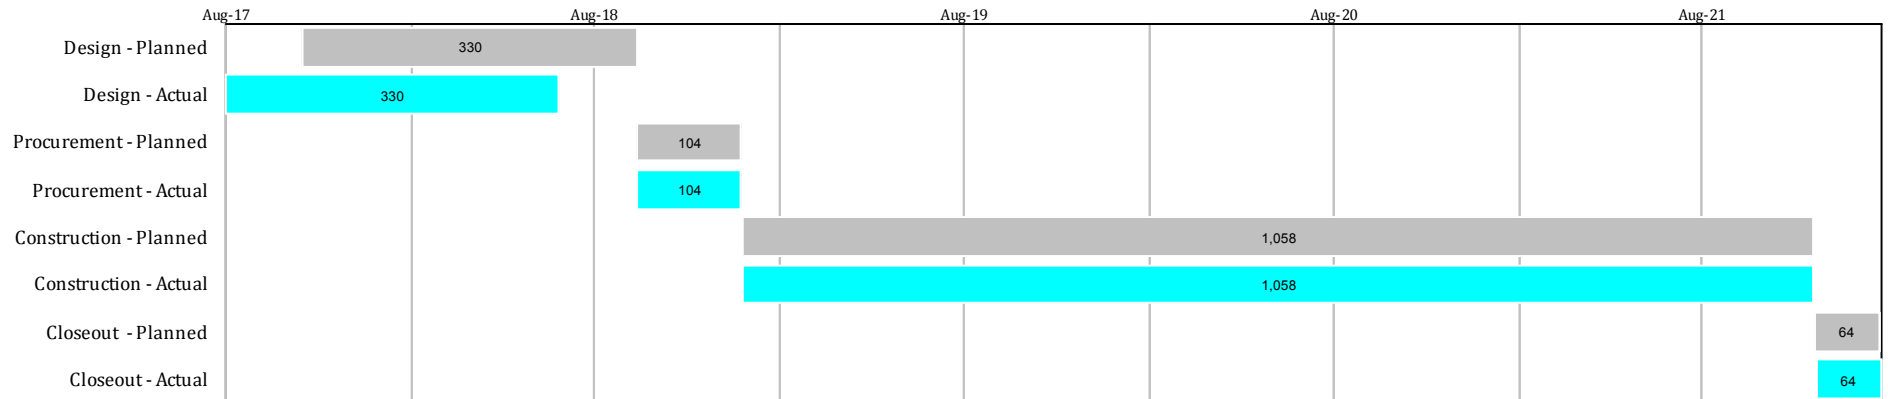 Aug-17 Aug-18 Aug-19 Aug-20 Aug-21
Design - Planned 330
Design - Actual 330
Procurement - Planned 104
Procurement - Actual 104
Construction - Planned 1,058
Construction - Actual 1,058
Closeout - Planned 64
Closeout - Actual 64